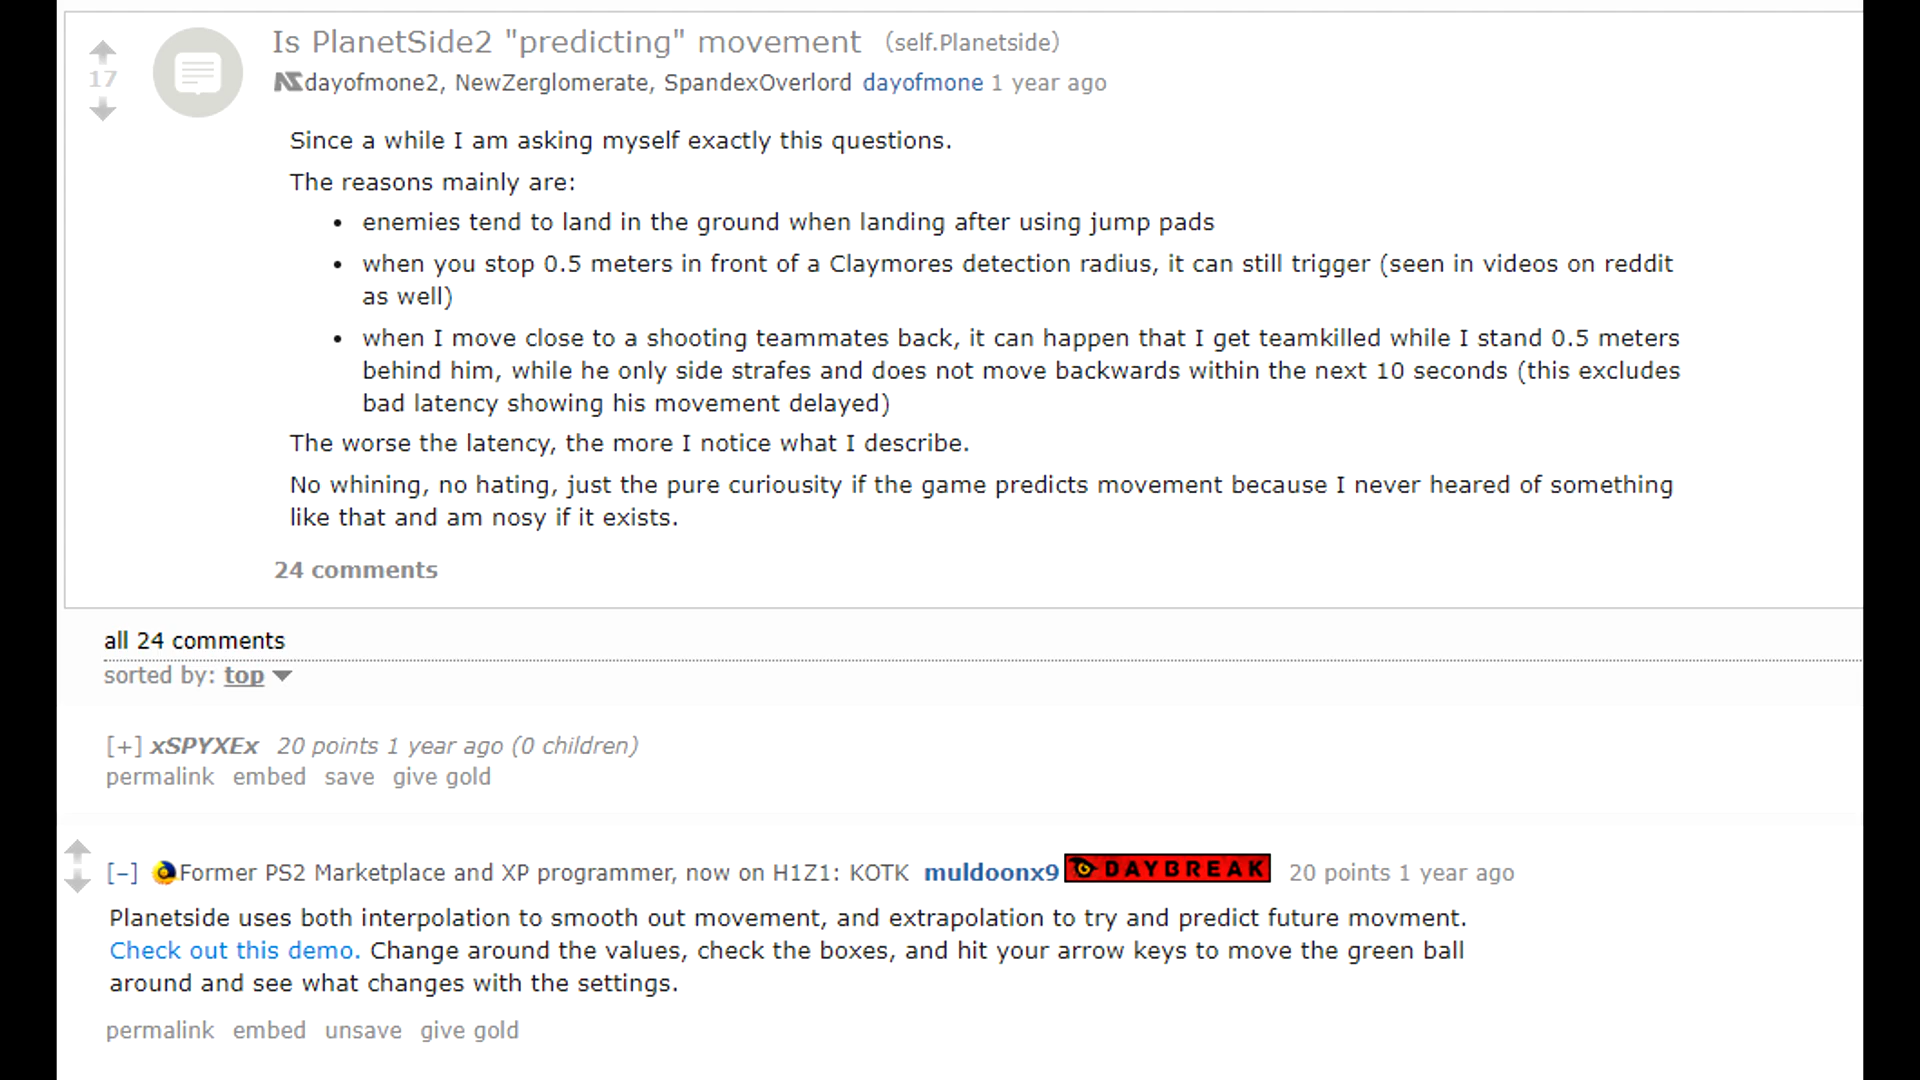 Is PlanetSide2 "predicting" movement (self.Planetside)
17
dayofmone2, NewZerglomerate, SpandexOverlord dayofmone 1 year ago
Since a while I am asking myself exactly this questions.
The reasons mainly are:
• enemies tend to land in the ground when landing after using jump pads
• when you stop 0.5 meters in front of a Claymores detection radius, it can still trigger (seen in videos on reddit
as well)
• when I move close to a shooting teammates back, it can happen that I get teamkilled while I stand 0.5 meters
behind him, while he only side strafes and does not move backwards within the next 10 seconds (this excludes
bad latency showing his movement delayed)
The worse the latency, the more I notice what I describe.
No whining, no hating, just the pure curiousity if the game predicts movement because I never heared of something
like that and am nosy if it exists.
24 comments
all 24 comments
sorted by: top
[+] xSPYXEx 20 points 1 year ago (0 children)
permalink embed save give gold
[–] Former PS2 Marketplace and XP programmer, now on H1Z1: KOTK muldoonx9 DAYBREAK 20 points 1 year ago
Planetside uses both interpolation to smooth out movement, and extrapolation to try and predict future movment.
Check out this demo. Change around the values, check the boxes, and hit your arrow keys to move the green ball
around and see what changes with the settings.
permalink embed unsave give gold